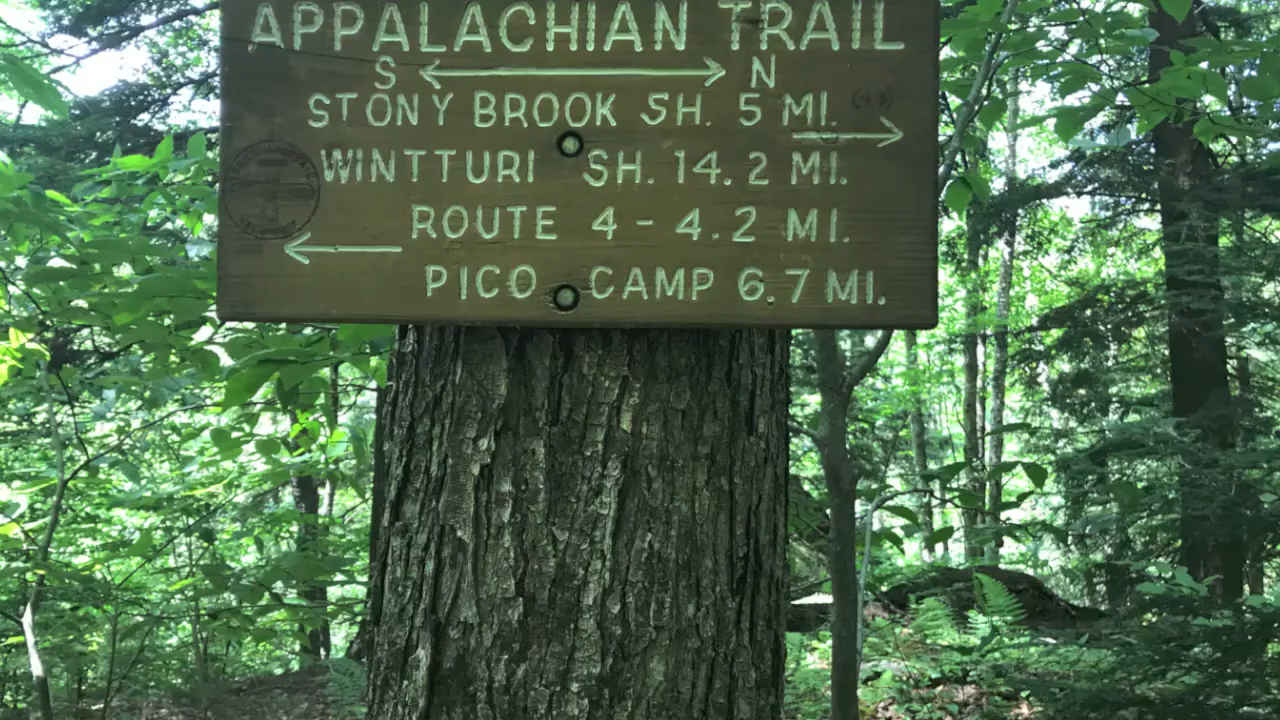 APPALACHIAN TRAIL
S N
STONY BROOK SH. 5 MI.
WINTTURI SH. 14.2 MI.
ROUTE 4 - 4.2 MI.
PICO CAMP 6.7 MI.